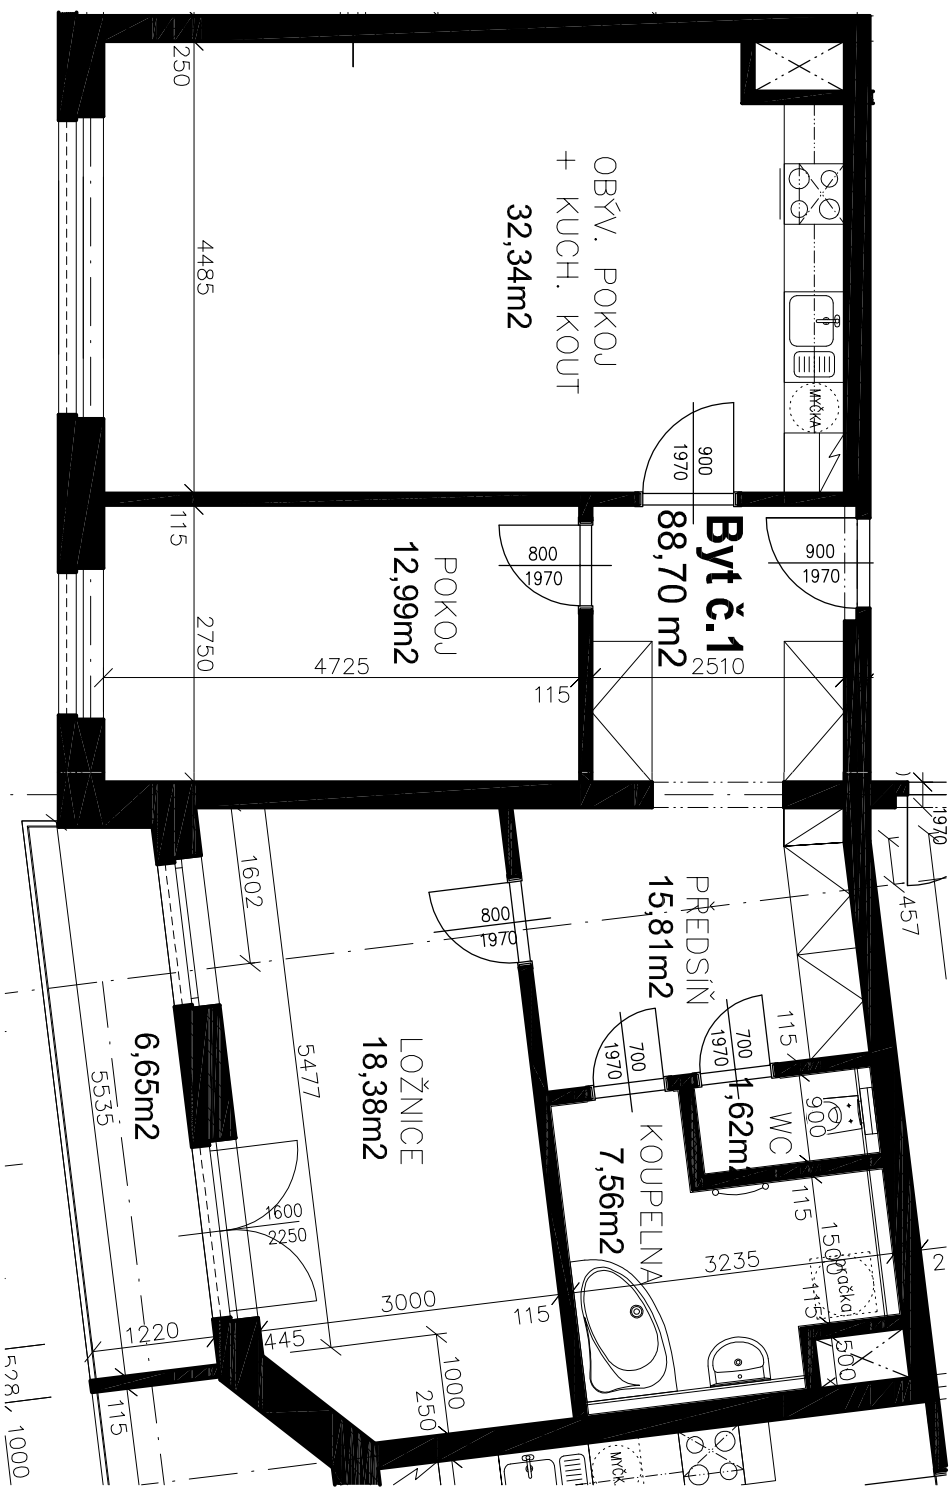 250
4485
OBÝV. POKOJ
+ KUCH. KOUT
32,34m2
MYČKA
900
1970
Byt č.1
88,70 m2
900
1970
115
2750
POKOJ
12,99m2
800
1970
4725
115
2510
1970
457
1602
5477
LOŽNICE
18,38m2
800
1970
PŘEDSÍŇ
15,81m2
115
700
1970
700
1970
WC
1,62m2
900
KOUPELNA
7,56m2
115
1500
pračka
115
500
3235
6,65m2
5535
1600
2250
1220
445
3000
115
1000
250
115
528
1000
2